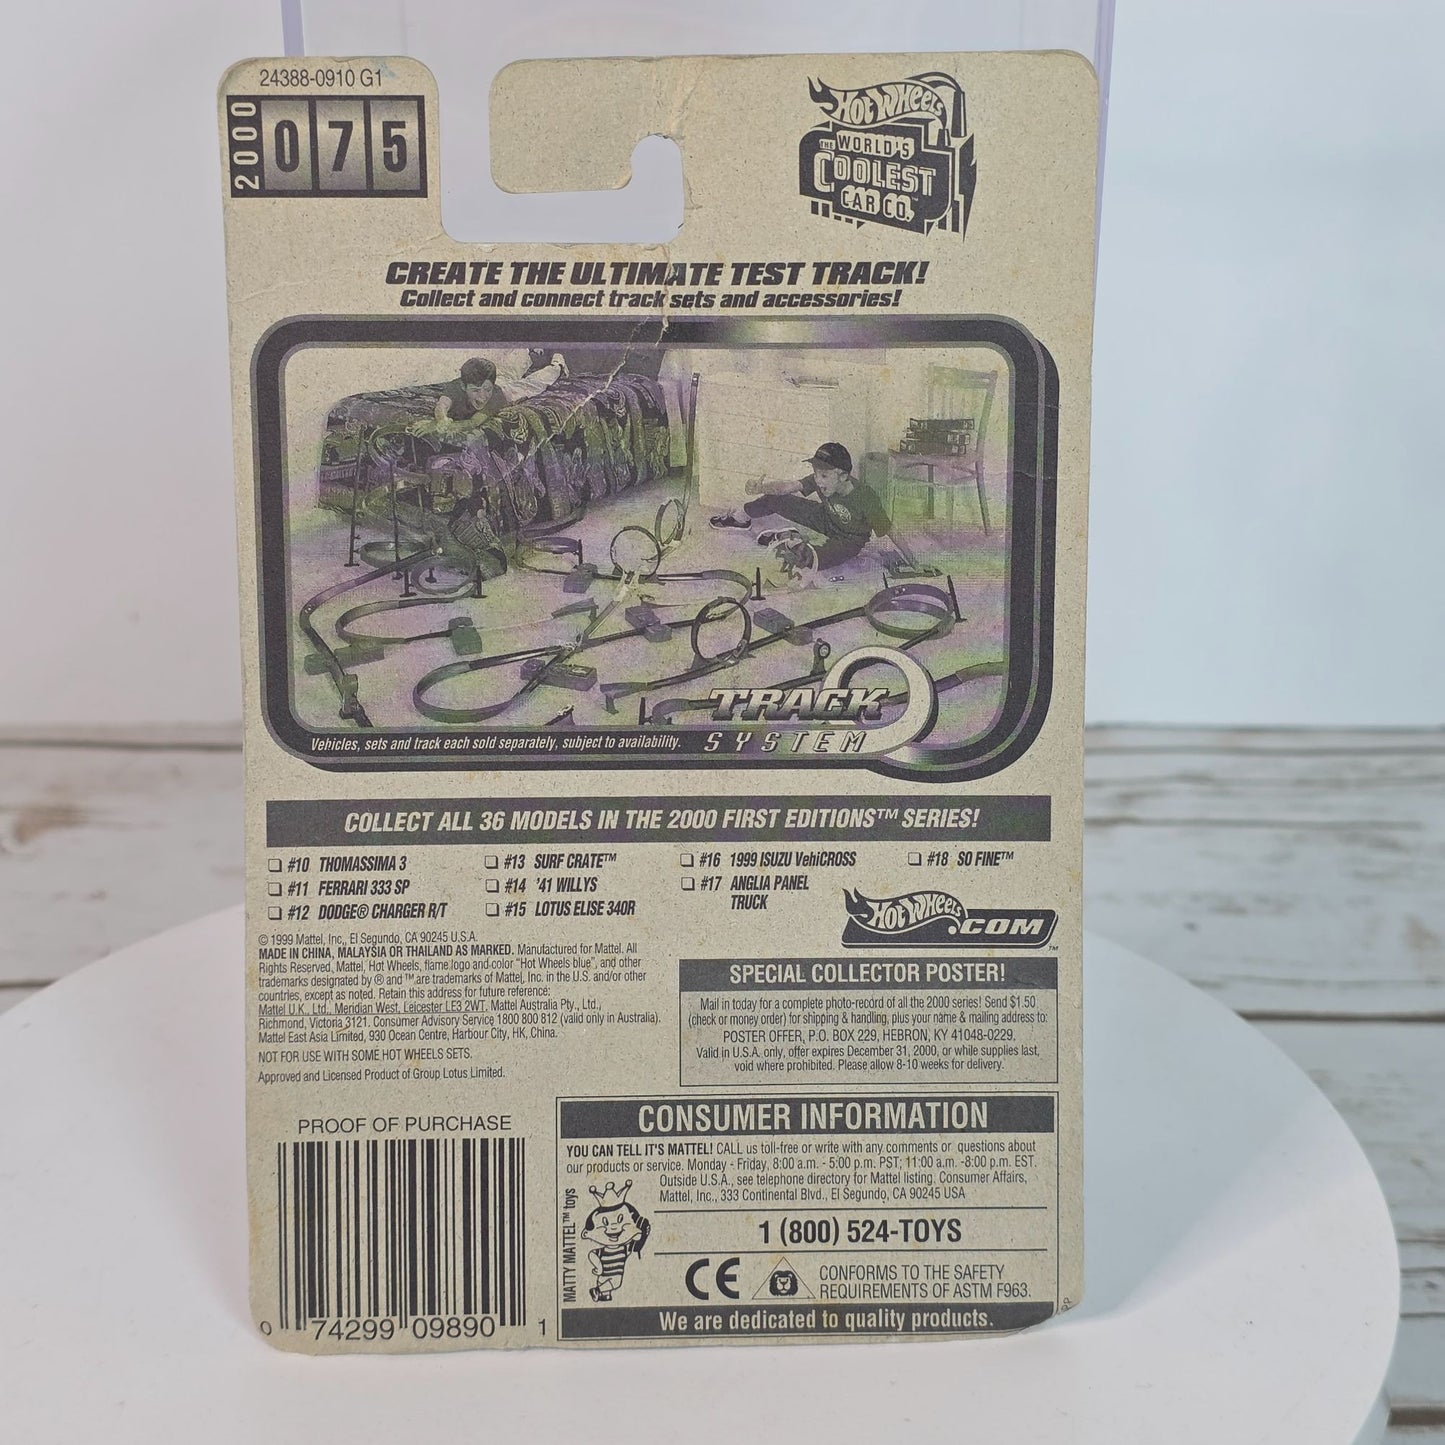 24388-0910 G1
2000
075
HOT WHEELS
THE WORLD'S
COOLEST
CAR CO.™
CREATE THE ULTIMATE TEST TRACK!
Collect and connect track sets and accessories!
TRACK
SYSTEM
Vehicles, sets and track each sold separately, subject to availability.
COLLECT ALL 36 MODELS IN THE 2000 FIRST EDITIONS™ SERIES!
❏ #10 THOMASSIMA 3
❏ #11 FERRARI 333 SP
❏ #12 DODGE® CHARGER R/T
❏ #13 SURF CRATE™
❏ #14 '41 WILLYS
❏ #15 LOTUS ELISE 340R
❏ #16 1999 ISUZU VehiCROSS
❏ #17 ANGLIA PANEL
TRUCK
❏ #18 SO FINE™
HOT WHEELS
.COM™
© 1999 Mattel, Inc., El Segundo, CA 90245 U.S.A.
MADE IN CHINA, MALAYSIA OR THAILAND AS MARKED. Manufactured for Mattel. All
Rights Reserved. Mattel, Hot Wheels, flame logo and color "Hot Wheels blue", and other
trademarks designated by ® and ™ are trademarks of Mattel, Inc. in the U.S. and/or other
countries, except as noted. Retain this address for future reference:
Mattel U.K., Ltd., Meridian West, Leicester LE3 2WT. Mattel Australia Pty., Ltd.,
Richmond, Victoria 3121. Consumer Advisory Service 1800 800 812 (valid only in Australia).
Mattel East Asia Limited, 930 Ocean Centre, Harbour City, HK, China.
NOT FOR USE WITH SOME HOT WHEELS SETS.
Approved and Licensed Product of Group Lotus Limited.
SPECIAL COLLECTOR POSTER!
Mail in today for a complete photo-record of all the 2000 series! Send $1.50
(check or money order) for shipping & handling, plus your name & mailing address to:
POSTER OFFER, P.O. BOX 229, HEBRON, KY 41048-0229.
Valid in U.S.A. only, offer expires December 31, 2000, or while supplies last,
void where prohibited. Please allow 8-10 weeks for delivery.
PROOF OF PURCHASE
0 74299 09890 1
CONSUMER INFORMATION
YOU CAN TELL IT'S MATTEL! CALL us toll-free or write with any comments or questions about
our products or service. Monday - Friday, 8:00 a.m. - 5:00 p.m. PST; 11:00 a.m. -8:00 p.m. EST.
Outside U.S.A., see telephone directory for Mattel listing. Consumer Affairs,
Mattel, Inc., 333 Continental Blvd., El Segundo, CA 90245 USA
MATTY MATTEL™ toys
1 (800) 524-TOYS
CE
CONFORMS TO THE SAFETY
REQUIREMENTS OF ASTM F963.
We are dedicated to quality products.